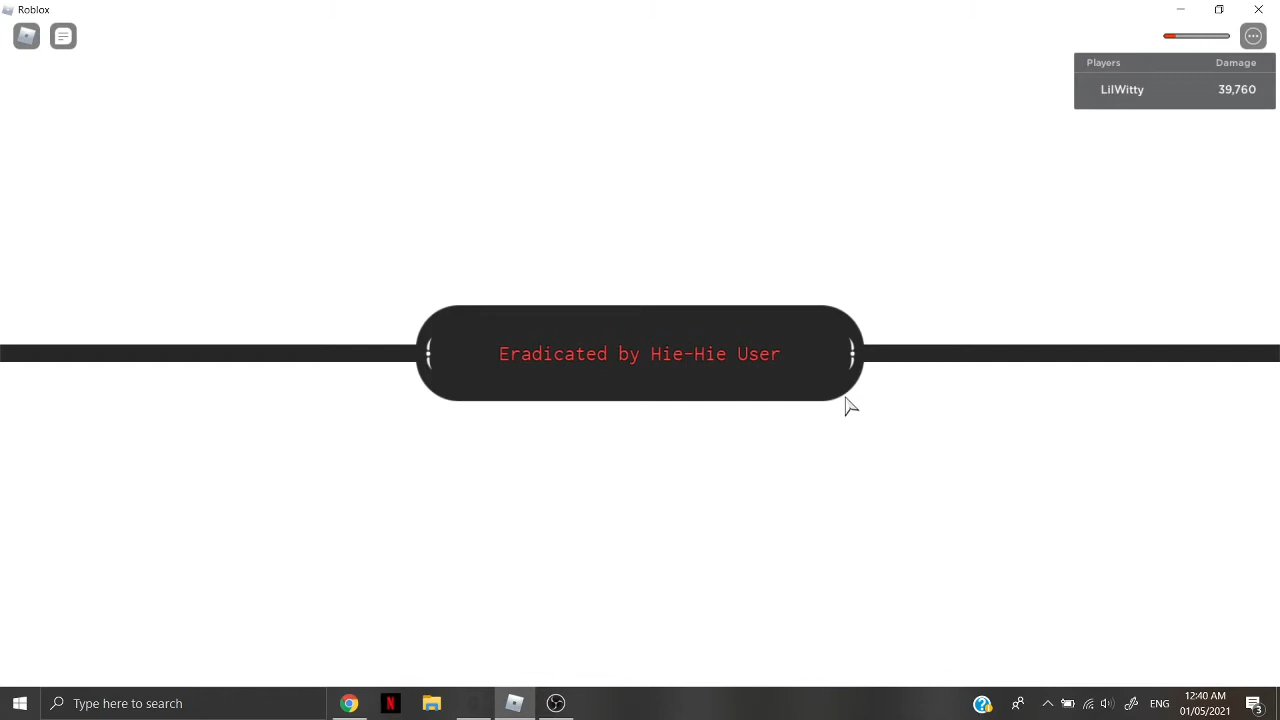 Roblox
Players Damage
LilWitty 39,760
Eradicated by Hie-Hie User
N
Type here to search
ENG
12:40 AM
01/05/2021
3